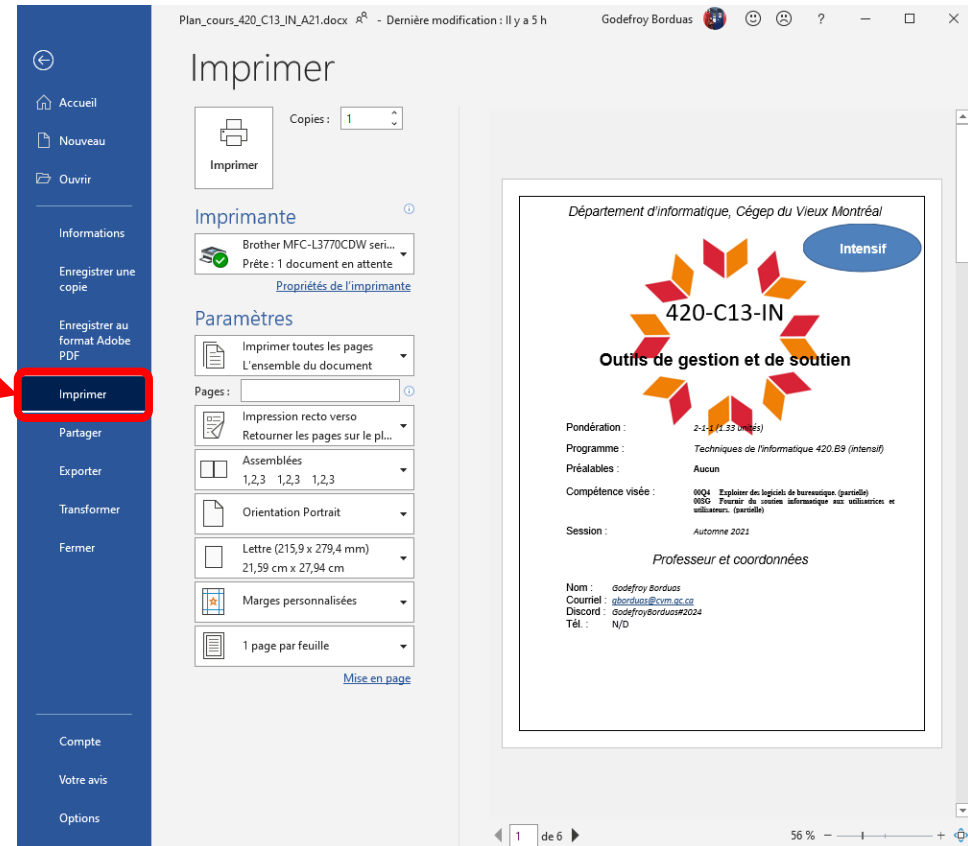 Plan_cours_420_C13_IN_A21.docx - Dernière modification : Il y a 5 h
Godefroy Borduas
?
Accueil
Nouveau
Ouvrir
Informations
Enregistrer une
copie
Enregistrer au
format Adobe
PDF
Imprimer
Partager
Exporter
Transformer
Fermer
Compte
Votre avis
Options
Imprimer
Imprimer
Copies : 1
Imprimante
Brother MFC-L3770CDW seri...
Prête : 1 document en attente
Propriétés de l'imprimante
Paramètres
Imprimer toutes les pages
L'ensemble du document
Pages :
Impression recto verso
Retourner les pages sur le pl...
Assemblées
1,2,3 1,2,3 1,2,3
Orientation Portrait
Lettre (215,9 x 279,4 mm)
21,59 cm x 27,94 cm
Marges personnalisées
1 page par feuille
Mise en page
Département d'informatique, Cégep du Vieux Montréal
Intensif
420-C13-IN
Outils de gestion et de soutien
Pondération : 2-1-1 (1.33 unités)
Programme : Techniques de l'informatique 420.B9 (intensif)
Préalables : Aucun
Compétence visée : 00Q4 Exploiter des logiciels de bureautique. (partielle)
00SG Fournir du soutien informatique aux utilisatrices et
utilisateurs. (partielle)
Session : Automne 2021
Professeur et coordonnées
Nom : Godefroy Borduas
Courriel : gborduas@cvm.qc.ca
Discord : GodefroyBorduas#2024
Tél. : N/D
1 de 6
56 %